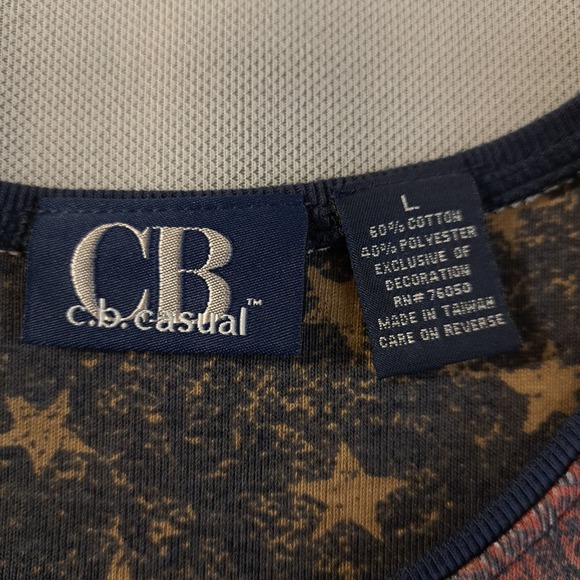 CB
c.b. casual™
L
60% COTTON
40% POLYESTER
EXCLUSIVE OF
DECORATION
RN# 76050
MADE IN TAIWAN
CARE ON REVERSE